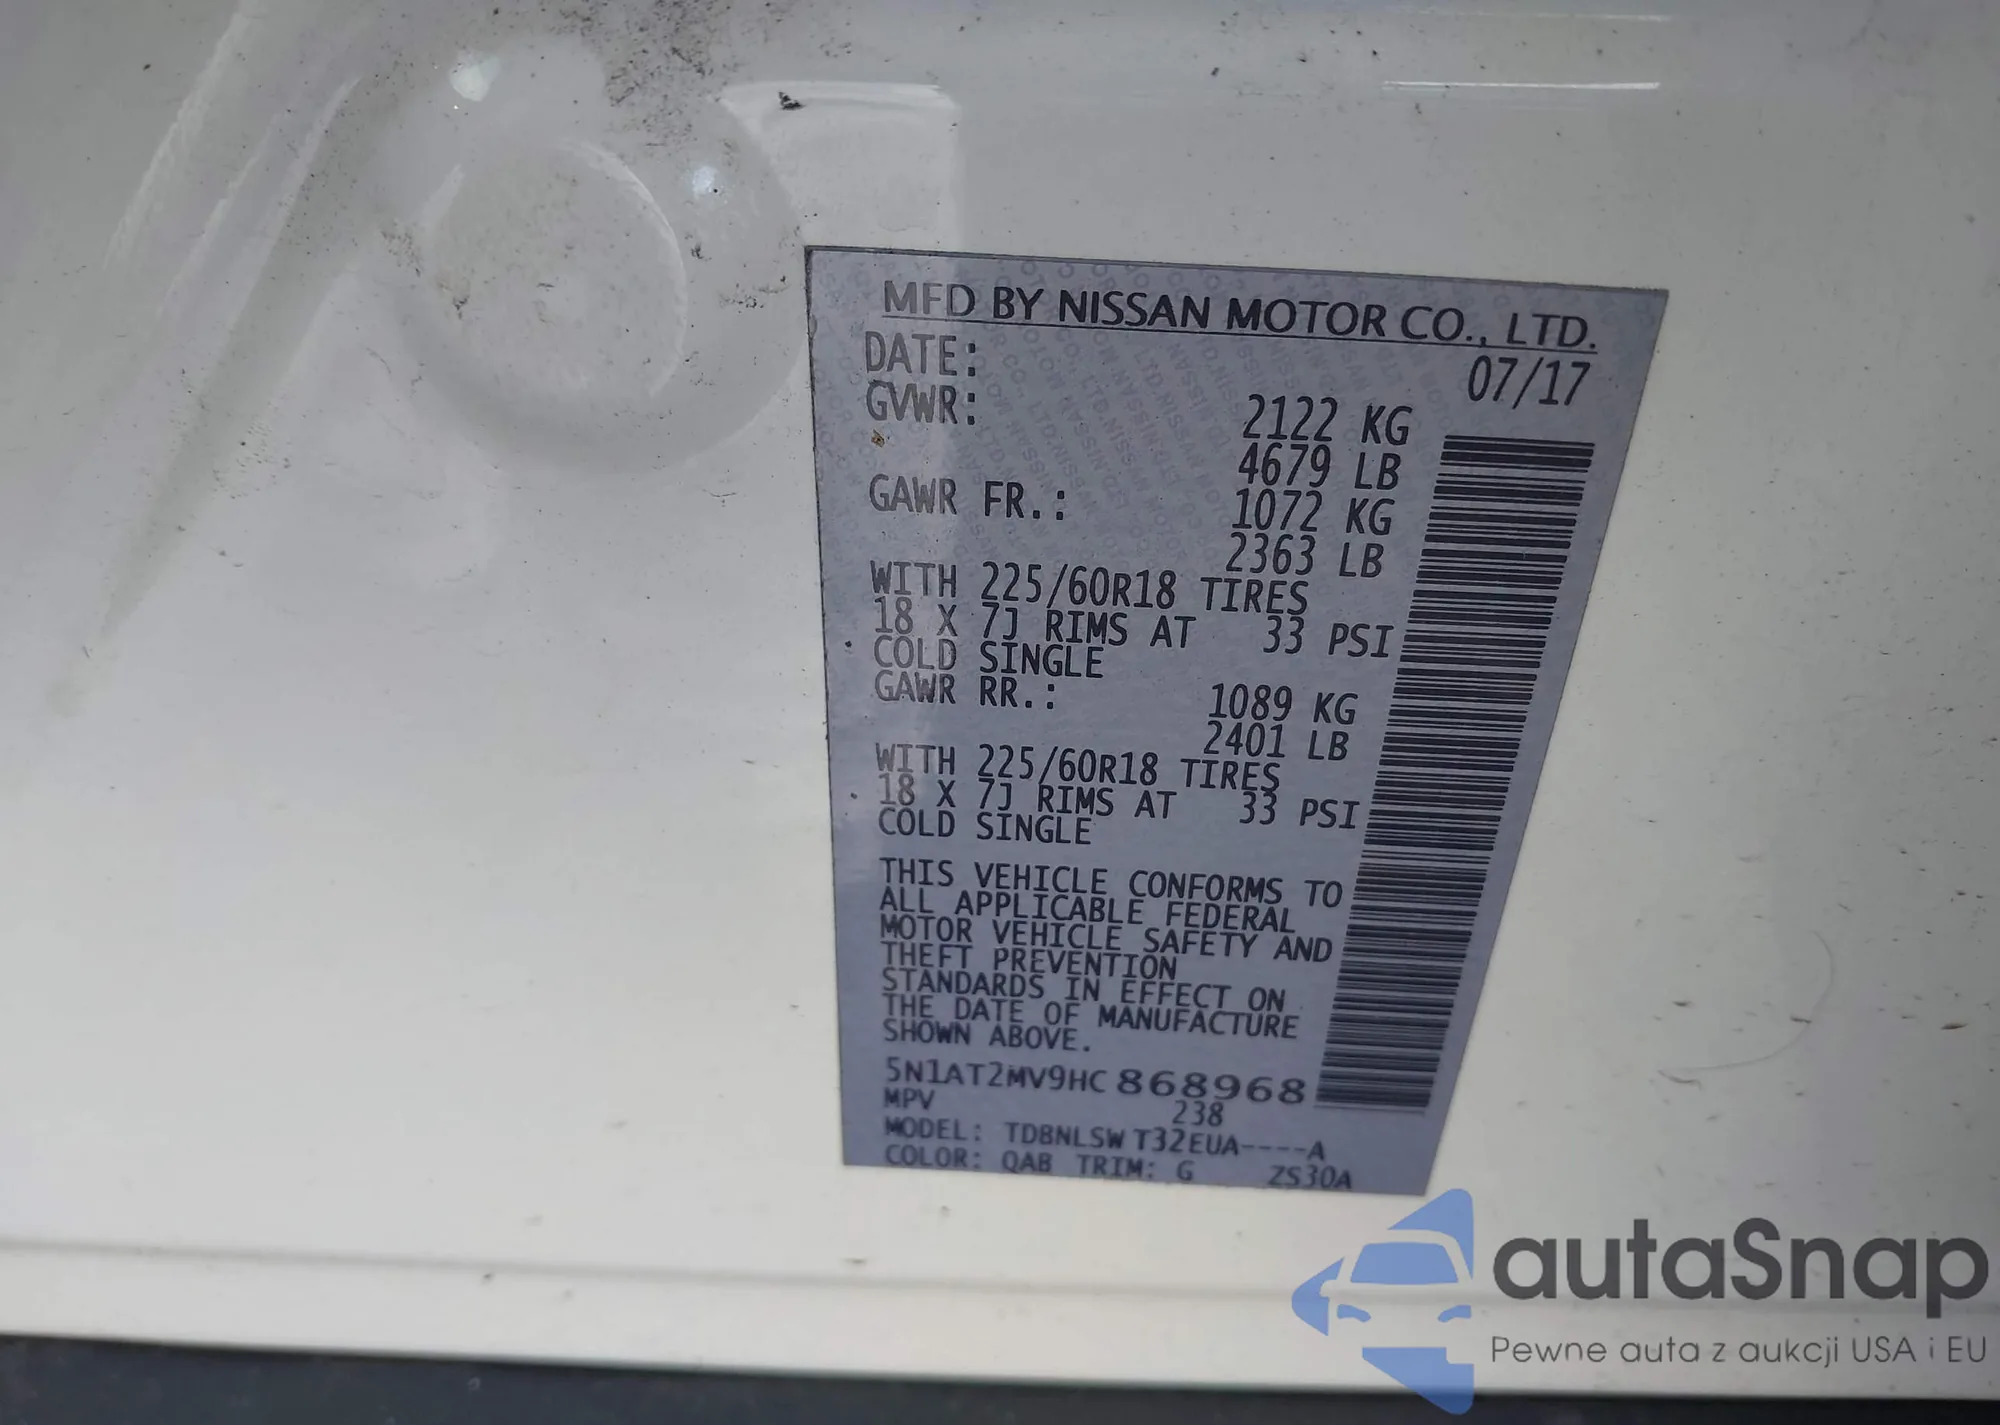 MFD BY NISSAN MOTOR CO., LTD.
DATE: 07/17
GVWR: 2122 KG
4679 LB
GAWR FR.: 1072 KG
2363 LB
WITH 225/60R18 TIRES
18 X 7J RIMS AT 33 PSI
COLD SINGLE
GAWR RR.: 1089 KG
2401 LB
WITH 225/60R18 TIRES
18 X 7J RIMS AT 33 PSI
COLD SINGLE
THIS VEHICLE CONFORMS TO
ALL APPLICABLE FEDERAL
MOTOR VEHICLE SAFETY AND
THEFT PREVENTION
STANDARDS IN EFFECT ON
THE DATE OF MANUFACTURE
SHOWN ABOVE.
5N1AT2MV9HC868968
MPV 238
MODEL: TDBNLSW T32EUA----A
COLOR: QAB TRIM: G ZS30A
autaSnap
Pewne auta z aukcji USA i EU